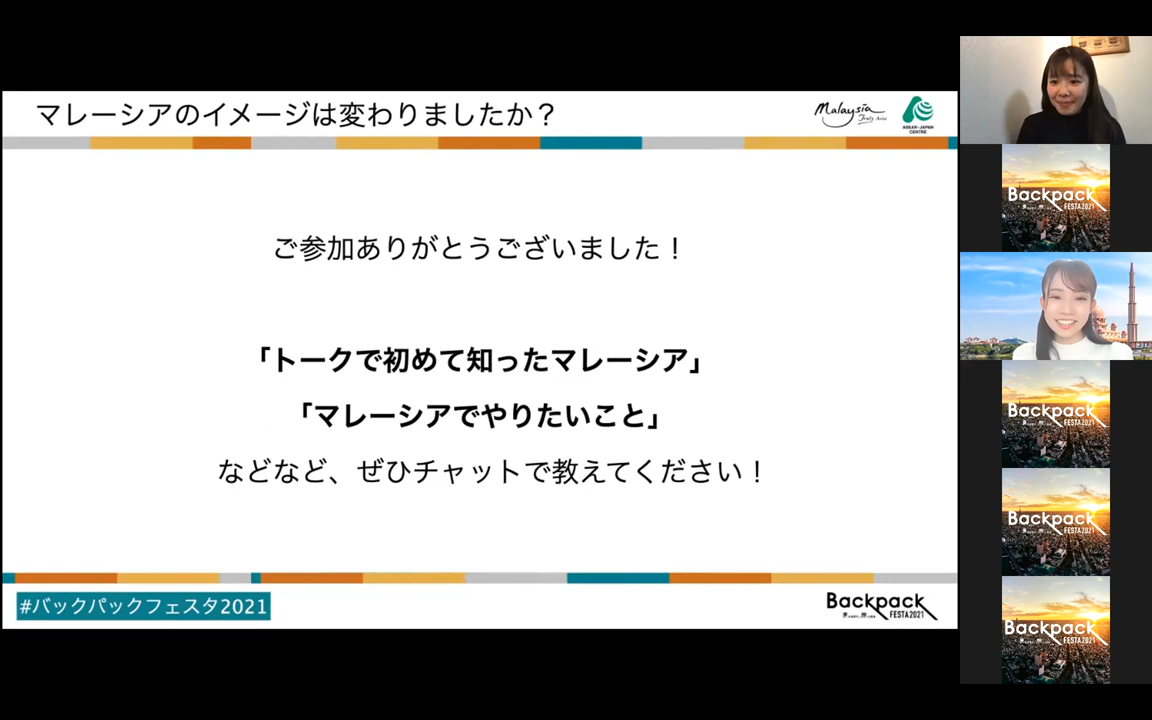 マレーシアのイメージは変わりましたか？
Malaysia
Truly Asia
ASEAN-JAPAN
CENTRE
ご参加ありがとうございました！
「トークで初めて知ったマレーシア」
「マレーシアでやりたいこと」
などなど、ぜひチャットで教えてください！
#バックパックフェスタ2021
Backpack
FESTA2021
Backpack
FESTA2021
Backpack
FESTA2021
Backpack
FESTA2021
Backpack
FESTA2021